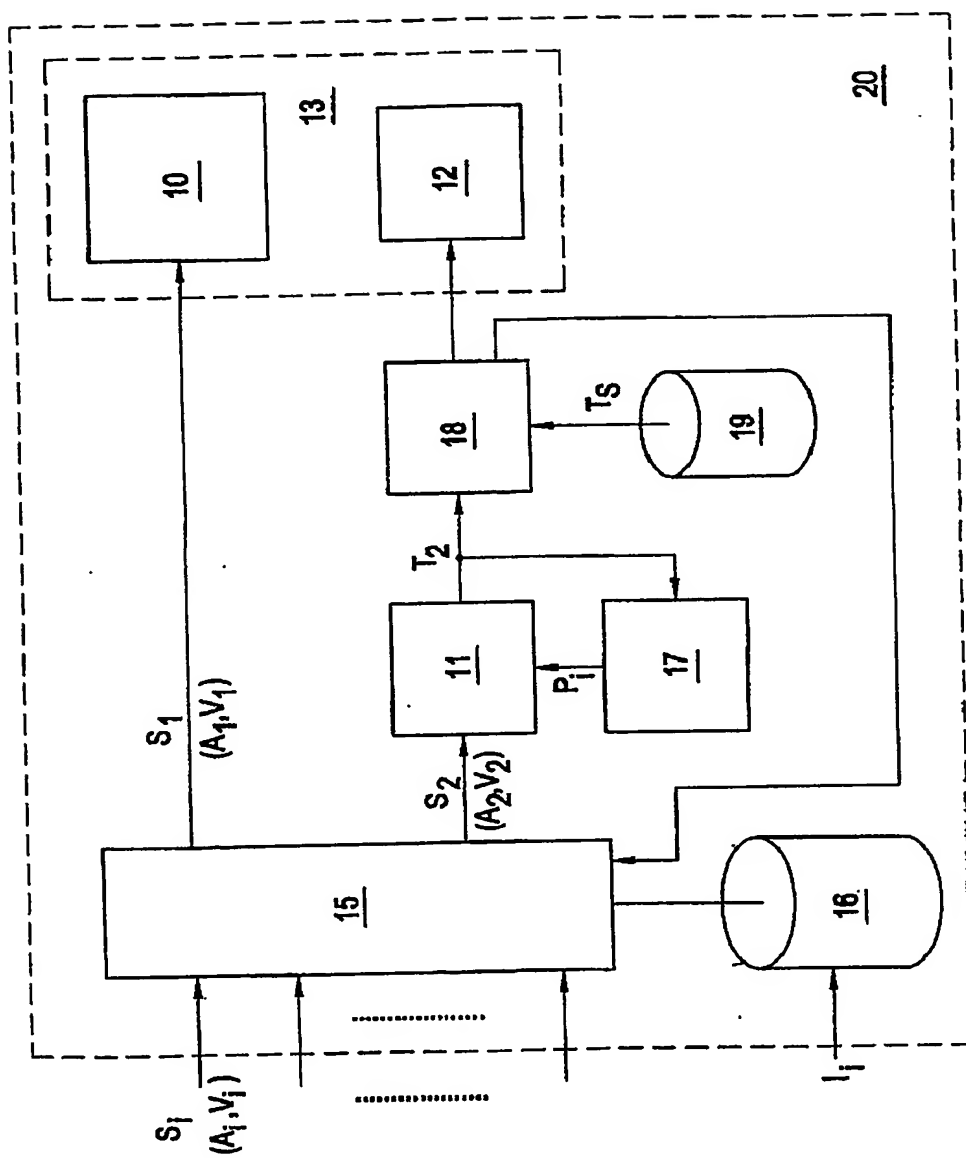 20
13
10
12
S1
(A1,V1)
18
TS
19
T2
11
Pi
17
S2
(A2,V2)
15
16
Si
(Ai,Vi)
Ii